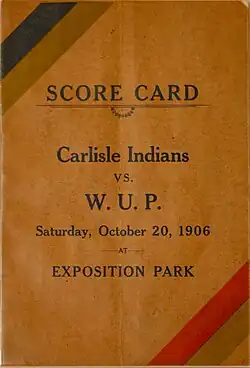 SCORE CARD
Carlisle Indians
VS.
W. U. P.
Saturday, October 20, 1906
AT
EXPOSITION PARK